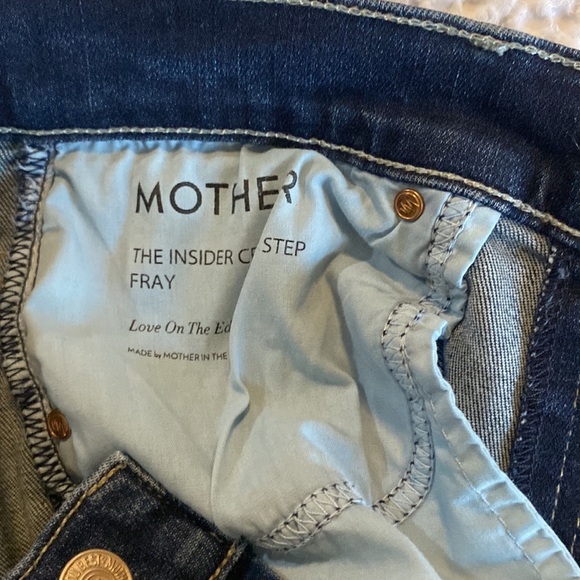 MOTHER
THE INSIDER STEP
FRAY
Love On The
MADE by MOTHER IN THE